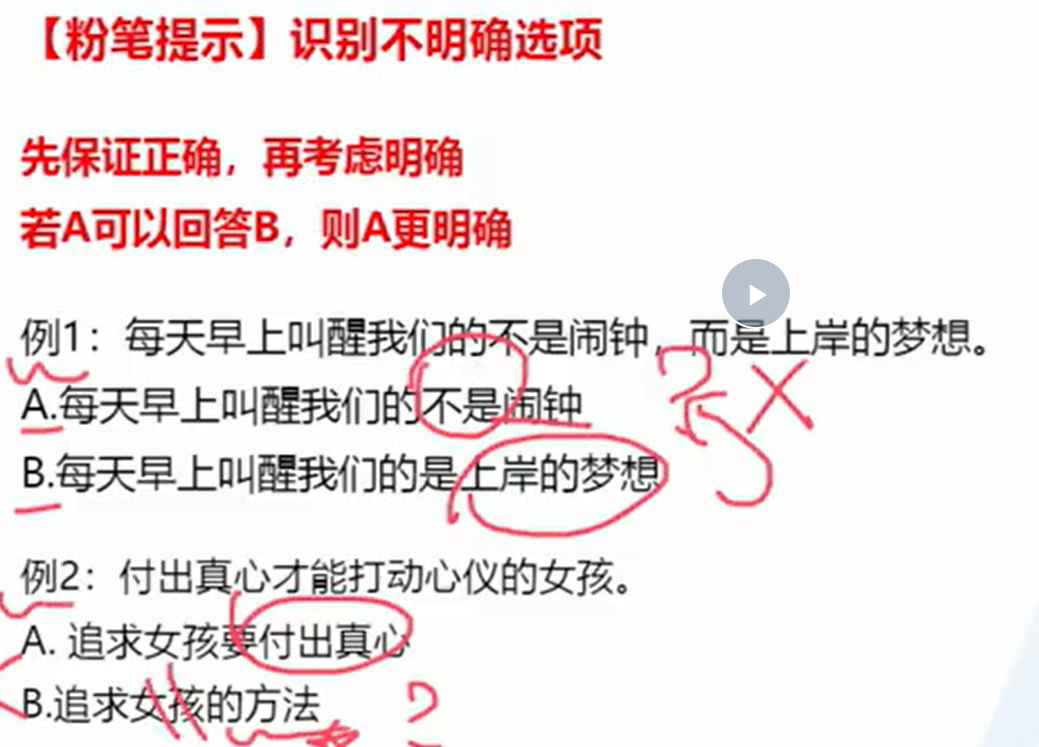 【粉笔提示】识别不明确选项
先保证正确，再考虑明确
若A可以回答B，则A更明确
例1：每天早上叫醒我们的不是闹钟，而是上岸的梦想。
A.每天早上叫醒我们的不是闹钟
B.每天早上叫醒我们的是上岸的梦想
例2：付出真心才能打动心仪的女孩。
A. 追求女孩要付出真心
B.追求女孩的方法